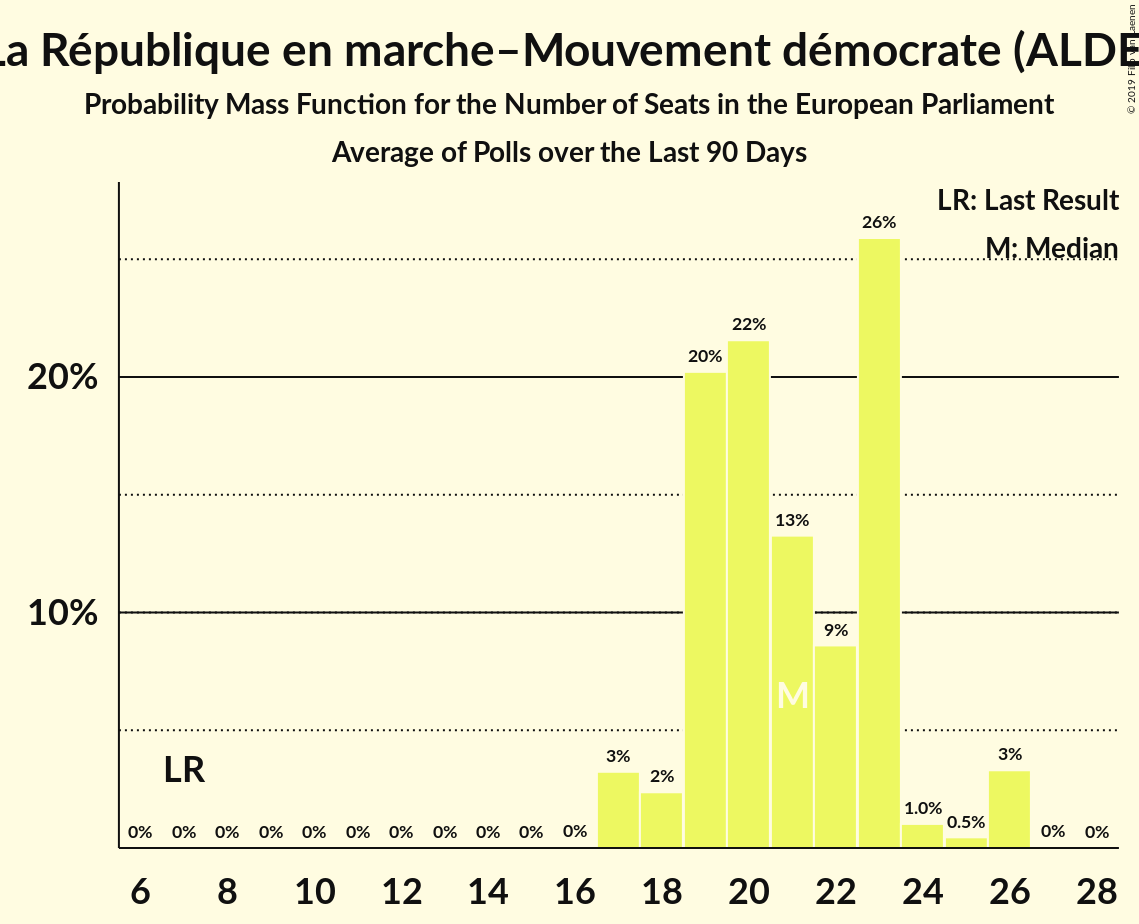 La République en marche–Mouvement démocrate (ALDE
Probability Mass Function for the Number of Seats in the European Parliament
Average of Polls over the Last 90 Days
© 2019 Filip
LR: Last Result
M: Median
26%
22%
20%
20%
13%
10%
9%
M
LR
3%
2%
3%
1.0%
0.5%
0% 0% 0% 0% 0% 0% 0% 0% 0% 0% 0% 0% 0%
6 8 10 12 14 16 18 20 22 24 26 28